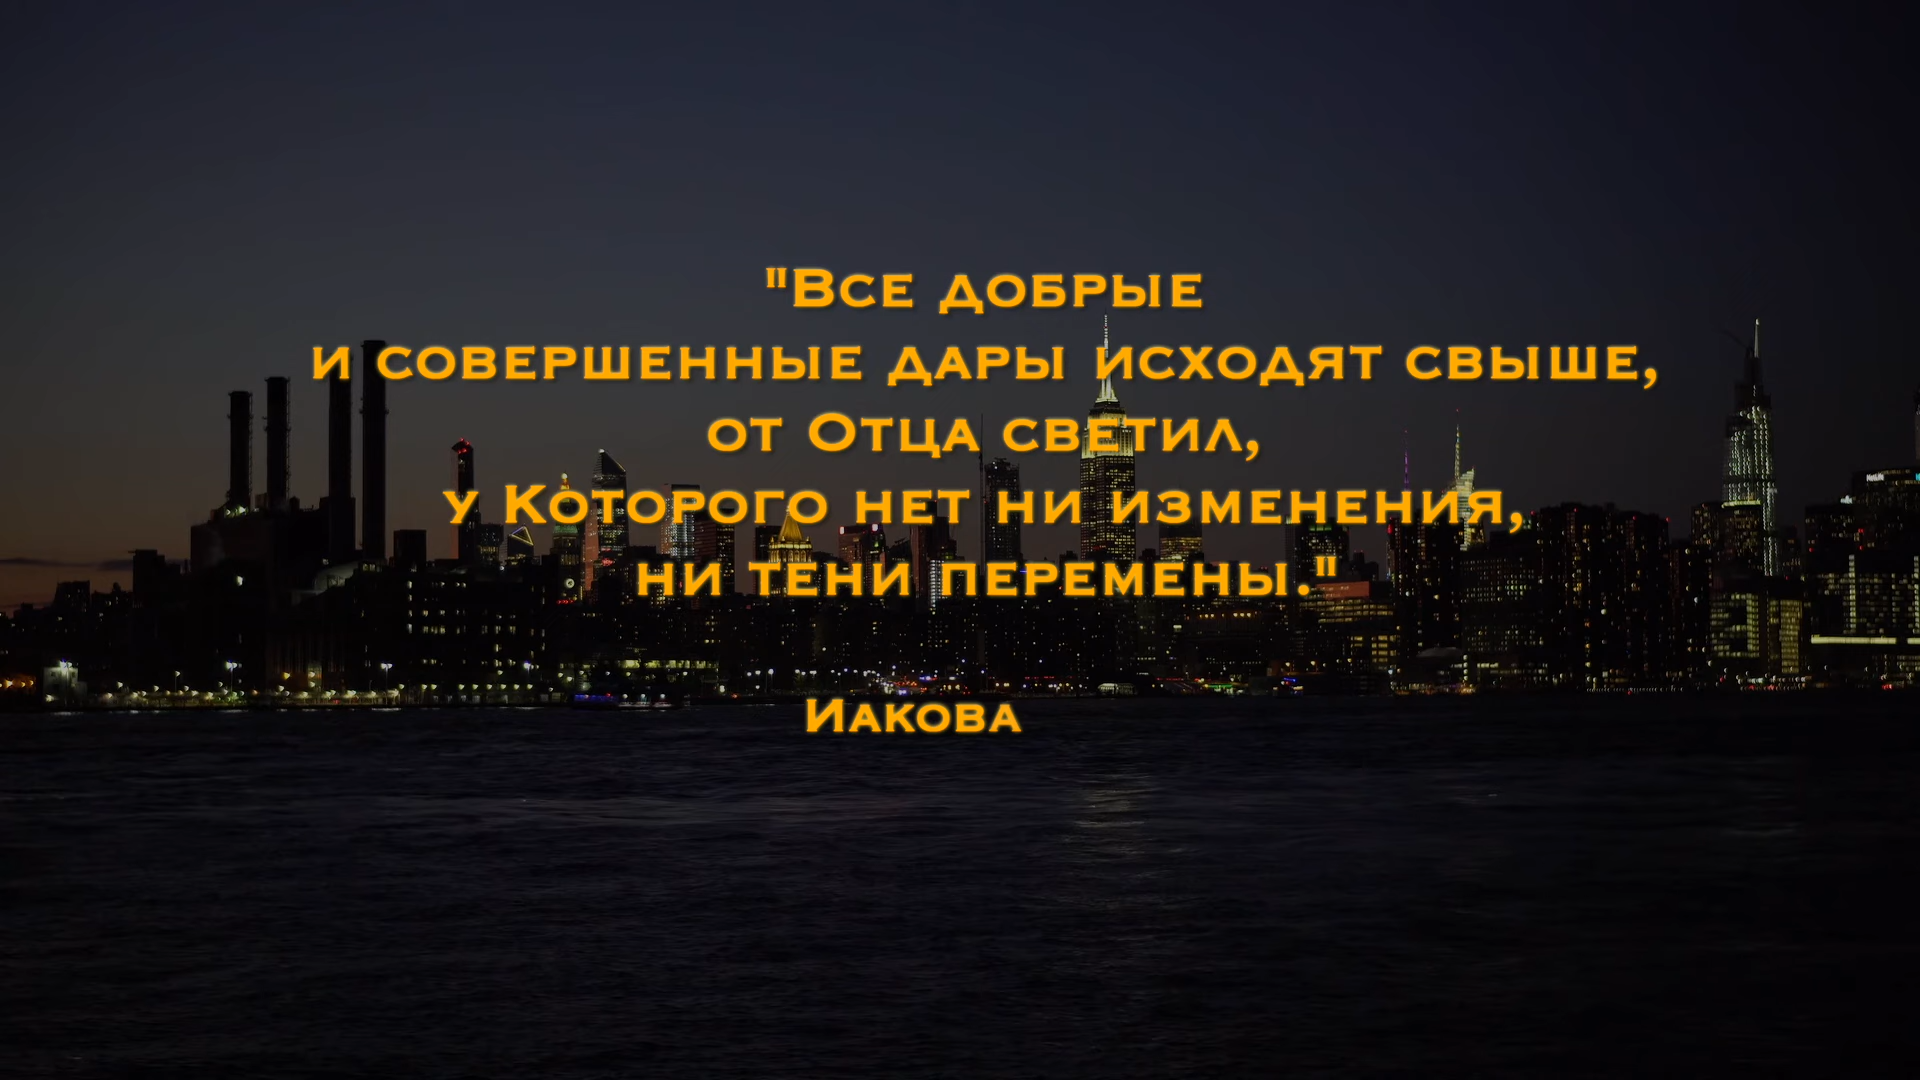 "Все добрые
и совершенные дары исходят свыше,
от Отца светил,
у Которого нет ни изменения,
ни тени перемены."
Иакова